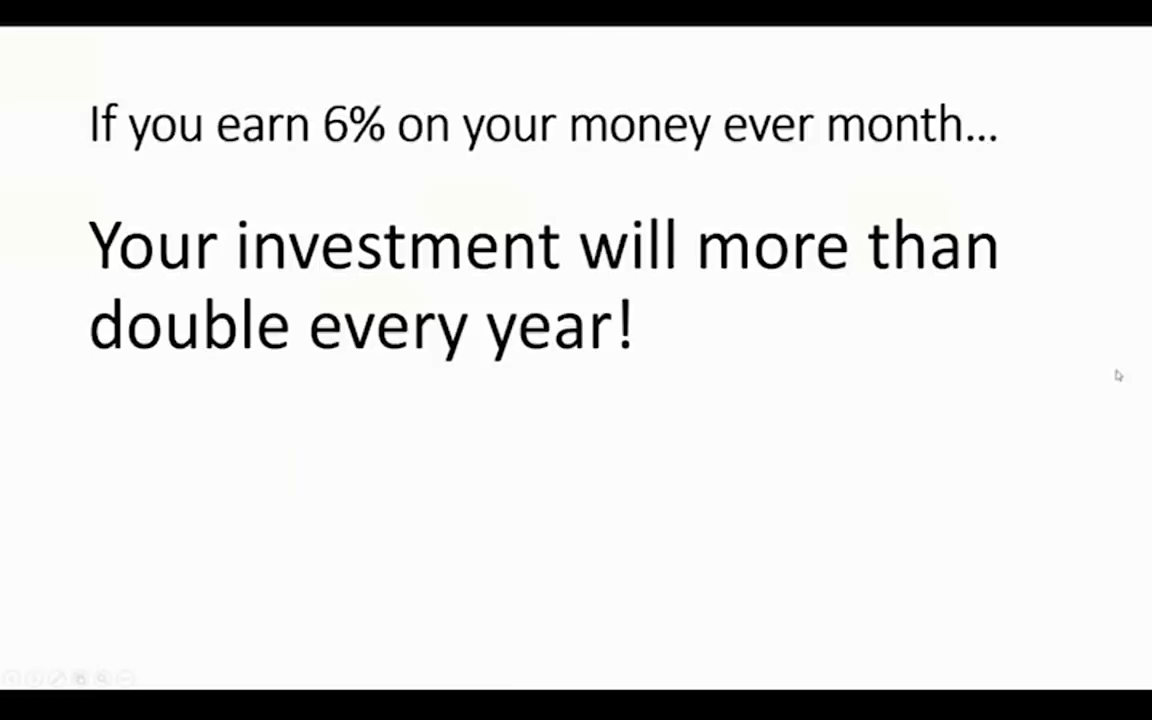 If you earn 6% on your money ever month...
Your investment will more than
double every year!